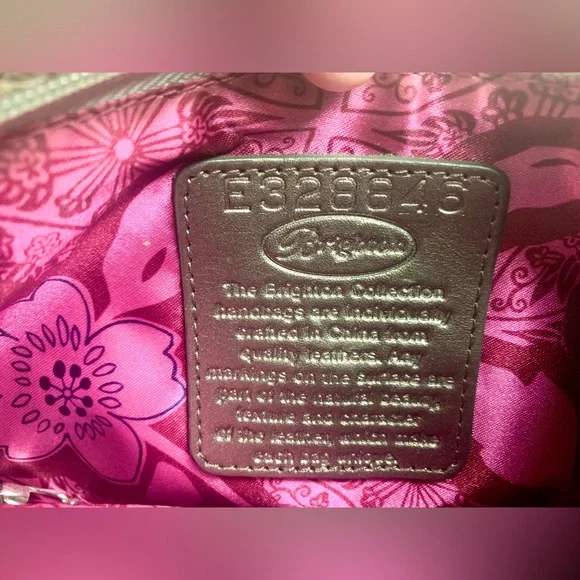 E328646
Brighton
The Brighton Collection
handbags are individually
crafted in China from
quality leathers. Any
markings on the surface are
part of the natural beauty,
texture and character
of the leather, which make
each bag unique.